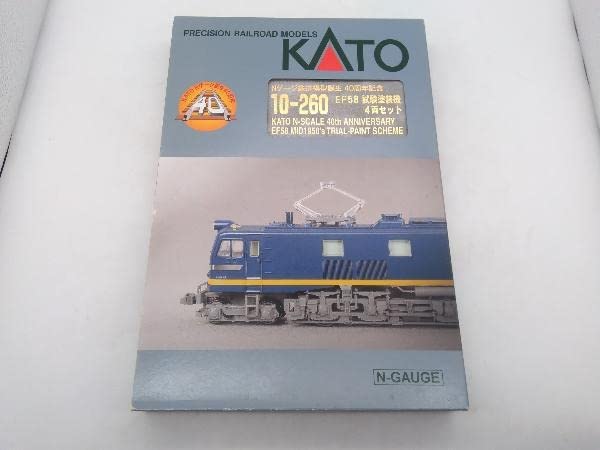 PRECISION RAILROAD MODELS
KATO
40
Nゲージ鉄道模型誕生 40周年記念
10-260 EF58 試験塗装機
4両セット
KATO N-SCALE 40th ANNIVERSARY
EF58 MID1950's TRIAL-PAINT SCHEME
N-GAUGE